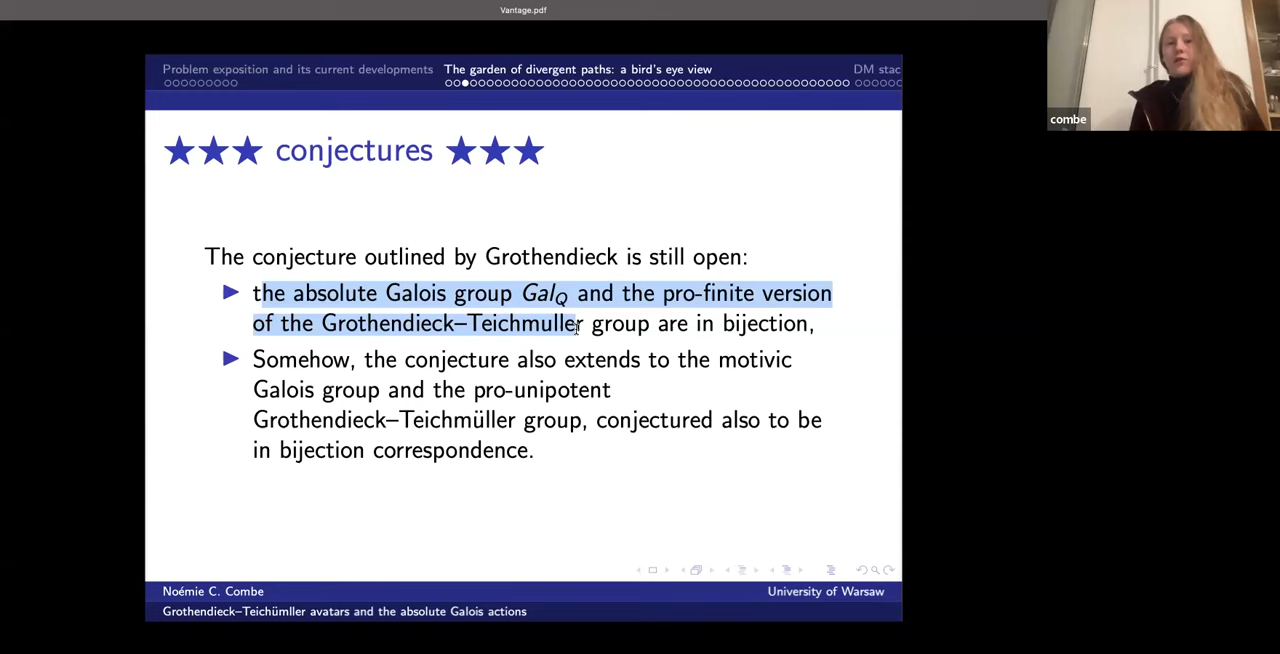 Vantage.pdf
Problem exposition and its current developments
The garden of divergent paths: a bird's eye view
DM stac
combe
★★★ conjectures ★★★
The conjecture outlined by Grothendieck is still open:
▶ the absolute Galois group Gal_Q and the pro-finite version
of the Grothendieck–Teichmuller group are in bijection,
▶ Somehow, the conjecture also extends to the motivic
Galois group and the pro-unipotent
Grothendieck–Teichmüller group, conjectured also to be
in bijection correspondence.
Noémie C. Combe
University of Warsaw
Grothendieck–Teichümller avatars and the absolute Galois actions